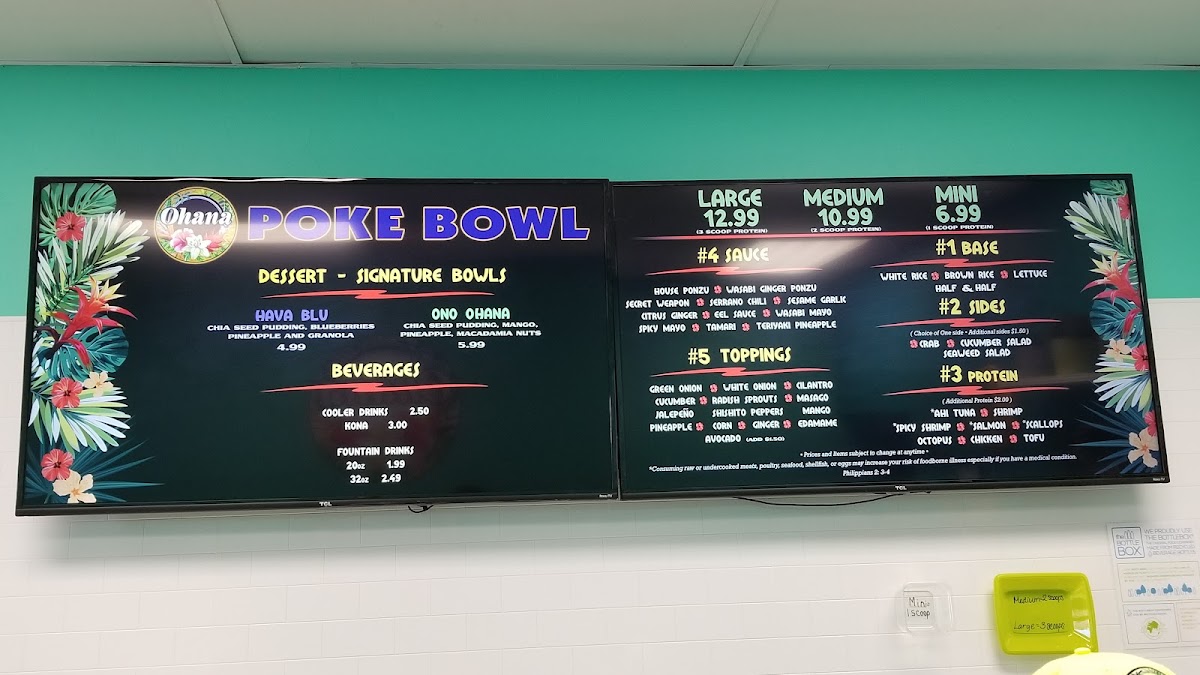 Ohana
POKE BOWL
DESSERT - SIGNATURE BOWLS
HAVA BLU
CHIA SEED PUDDING, BLUEBERRIES
PINEAPPLE AND GRANOLA
4.99
ONO OHANA
CHIA SEED PUDDING, MANGO,
PINEAPPLE, MACADAMIA NUTS
5.99
BEVERAGES
COOLER DRINKS 2.50
KONA 3.00
FOUNTAIN DRINKS
20oz 1.99
32oz 2.49
TCL
LARGE
12.99
(3 SCOOP PROTEIN)
MEDIUM
10.99
(2 SCOOP PROTEIN)
MINI
6.99
(1 SCOOP PROTEIN)
#4 SAUCE
HOUSE PONZU WASABI GINGER PONZU
SECRET WEAPON SERRANO CHILI SESAME GARLIC
CITRUS GINGER EEL SAUCE WASABI MAYO
SPICY MAYO TAMARI TERIYAKI PINEAPPLE
#5 TOPPINGS
GREEN ONION WHITE ONION CILANTRO
CUCUMBER RADISH SPROUTS MASAGO
JALEPEÑO SHISHITO PEPPERS MANGO
PINEAPPLE CORN GINGER EDAMAME
AVOCADO (ADD $1.50)
#1 BASE
WHITE RICE BROWN RICE LETTUCE
HALF & HALF
#2 SIDES
( Choice of One side - Additional sides $1.50 )
CRAB CUCUMBER SALAD
SEAWEED SALAD
#3 PROTEIN
( Additional Protein $2.00 )
*AHI TUNA SHRIMP
*SPICY SHRIMP *SALMON *SCALLOPS
OCTOPUS CHICKEN TOFU
• Prices and Items subject to change at anytime •
*Consuming raw or undercooked meats, poultry, seafood, shellfish, or eggs may increase your risk of foodborne illness especially if you have a medical condition.
Philippians 2: 3-4
TCL
Mini=
1 Scoop
Medium=2 Scoops
Large=3 Scoops
BOTTLE
BOX
WE PROUDLY USE
THE BOTTLEBOX!